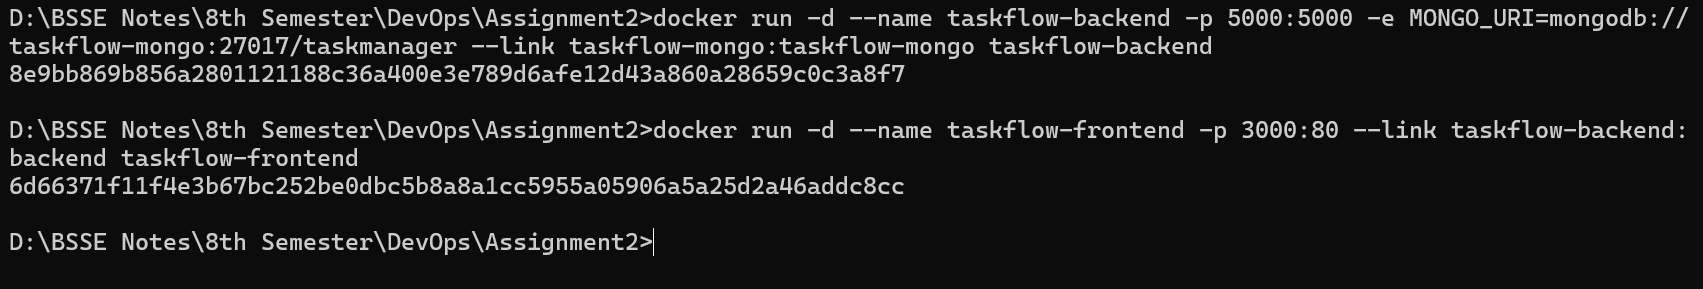 D:\BSSE Notes\8th Semester\DevOps\Assignment2>docker run -d --name taskflow-backend -p 5000:5000 -e MONGO_URI=mongodb://
taskflow-mongo:27017/taskmanager --link taskflow-mongo:taskflow-mongo taskflow-backend
8e9bb869b856a2801121188c36a400e3e789d6afe12d43a860a28659c0c3a8f7
D:\BSSE Notes\8th Semester\DevOps\Assignment2>docker run -d --name taskflow-frontend -p 3000:80 --link taskflow-backend:
backend taskflow-frontend
6d66371f11f4e3b67bc252be0dbc5b8a8a1cc5955a05906a5a25d2a46addc8cc
D:\BSSE Notes\8th Semester\DevOps\Assignment2>